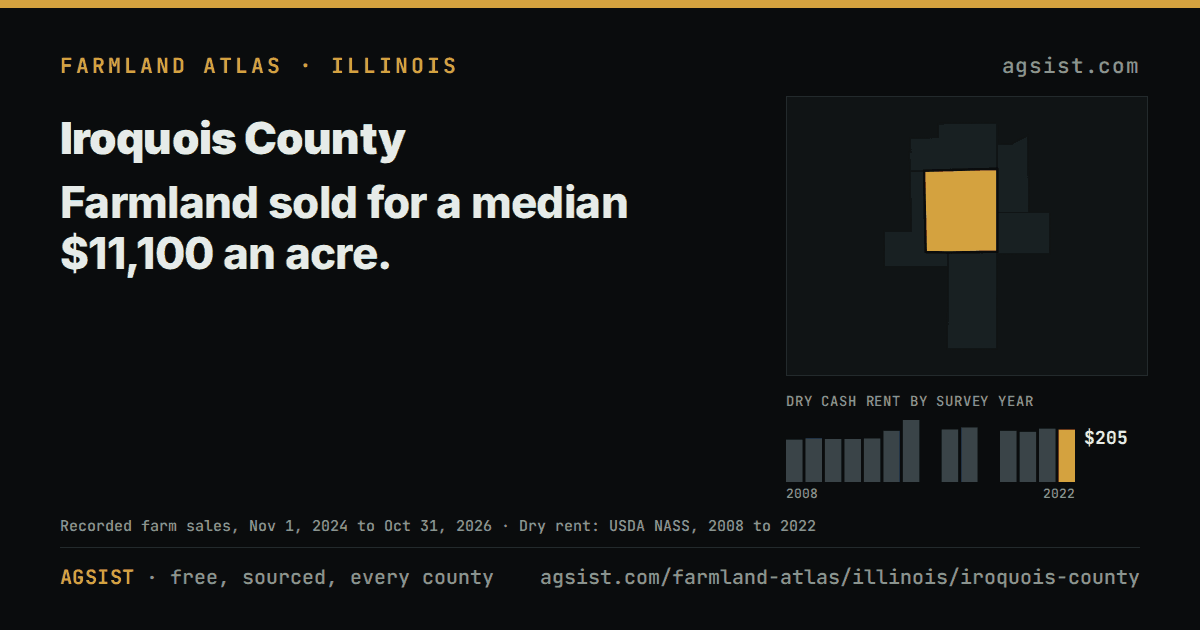 FARMLAND ATLAS · ILLINOIS
agsist.com
Iroquois County
Farmland sold for a median
$11,100 an acre.
DRY CASH RENT BY SURVEY YEAR
$205
2008
2022
Recorded farm sales, Nov 1, 2024 to Oct 31, 2026 · Dry rent: USDA NASS, 2008 to 2022
AGSIST · free, sourced, every county
agsist.com/farmland-atlas/illinois/iroquois-county